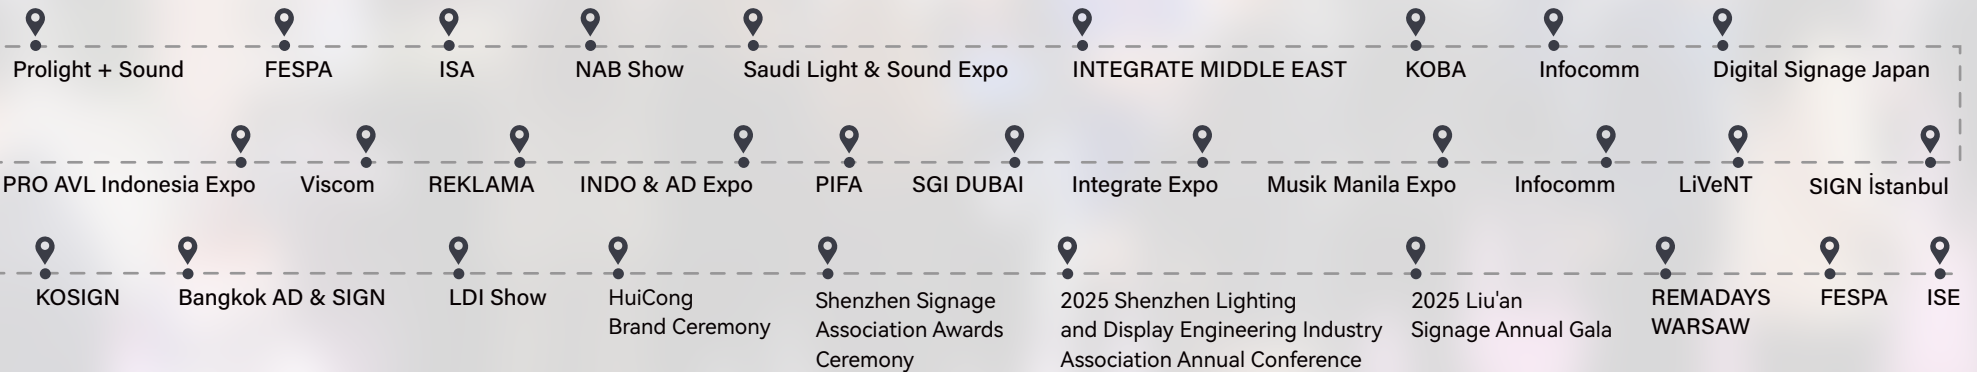 Prolight + Sound
FESPA
ISA
NAB Show
Saudi Light & Sound Expo
INTEGRATE MIDDLE EAST
KOBA
Infocomm
Digital Signage Japan
PRO AVL Indonesia Expo
Viscom
REKLAMA
INDO & AD Expo
PIFA
SGI DUBAI
Integrate Expo
Musik Manila Expo
Infocomm
LiVeNT
SIGN İstanbul
KOSIGN
Bangkok AD & SIGN
LDI Show
HuiCong
Brand Ceremony
Shenzhen Signage
Association Awards
Ceremony
2025 Shenzhen Lighting
and Display Engineering Industry
Association Annual Conference
2025 Liu'an
Signage Annual Gala
REMADAYS
WARSAW
FESPA
ISE